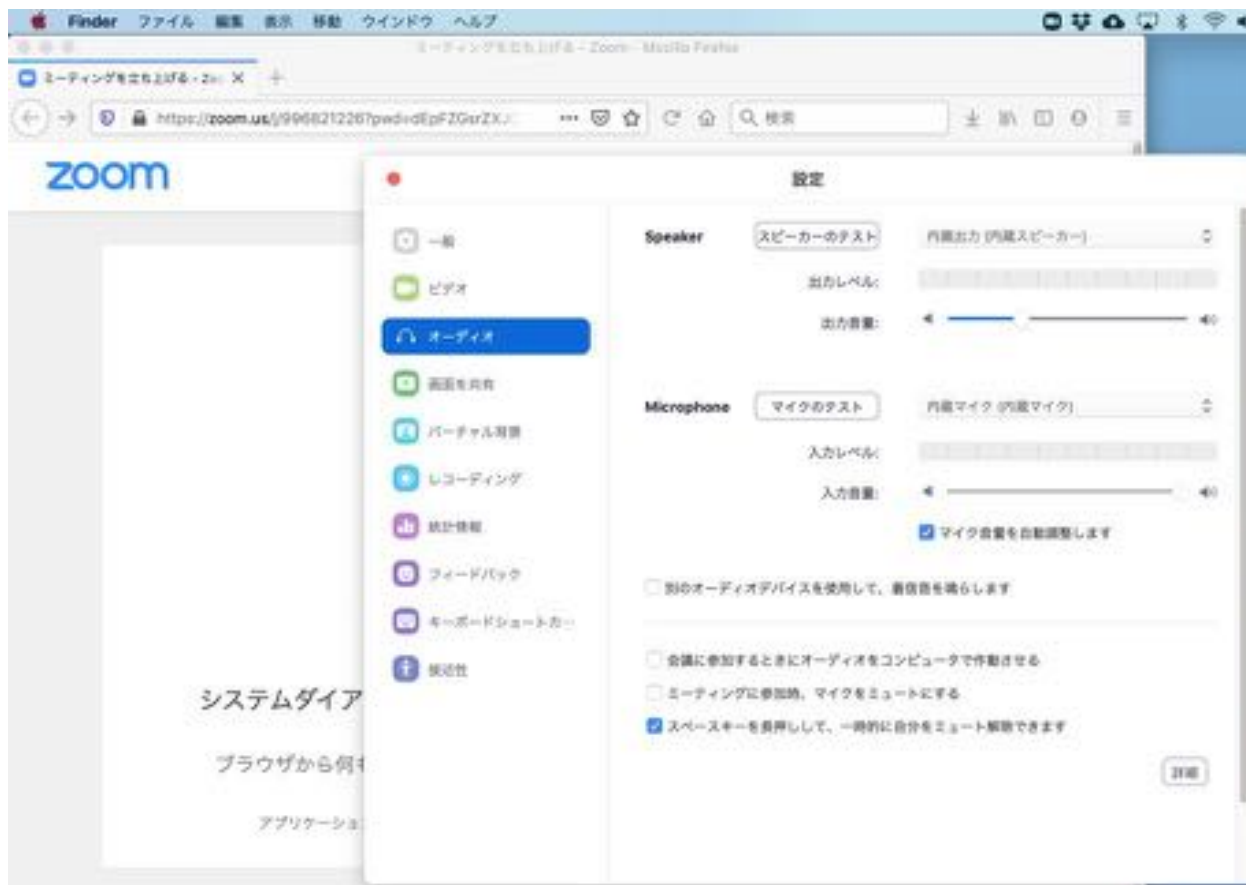 Finder ファイル 編集 表示 移動 ウインドウ ヘルプ
ミーティングを立ち上げる - Zoom - Mozilla Firefox
ミーティングを立ち上げる - Zo
検索
zoom
設定
一般
ビデオ
オーディオ
画面を共有
バーチャル背景
レコーディング
統計情報
フィードバック
キーボードショートカ…
接近性
Speaker スピーカーのテスト 内蔵出力 (内蔵スピーカー)
出力レベル:
出力音量:
Microphone マイクのテスト 内蔵マイク (内蔵マイク)
入力レベル:
入力音量:
マイク音量を自動調整します
別のオーディオデバイスを使用して、着信音を鳴らします
会議に参加するときにオーディオをコンピュータで作動させる
ミーティングに参加時、マイクをミュートにする
スペースキーを長押しして、一時的に自分をミュート解除できます
詳細
システムダイア
ブラウザから何も
アプリケーショ